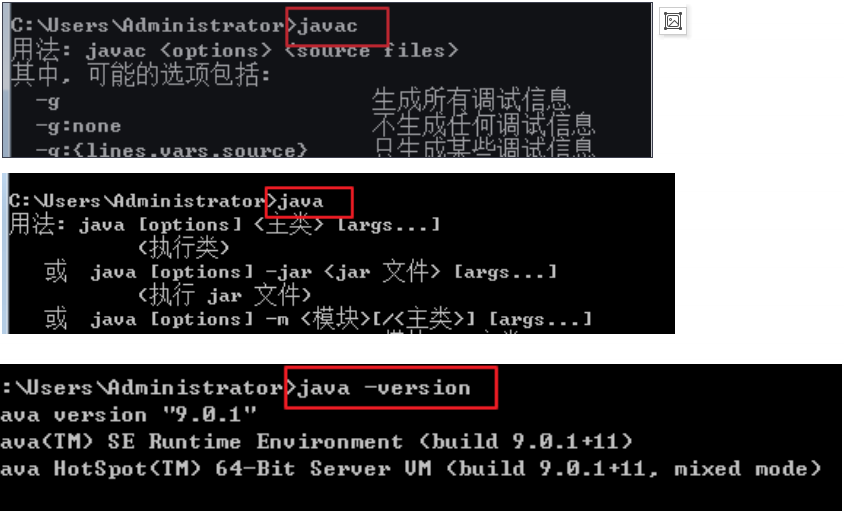 C:\Users\Administrator>javac
用法: javac <options> <source files>
其中, 可能的选项包括:
-g 生成所有调试信息
-g:none 不生成任何调试信息
-g:{lines,vars,source} 只生成某些调试信息
C:\Users\Administrator>java
用法: java [options] <主类> [args...]
(执行类)
或 java [options] -jar <jar 文件> [args...]
(执行 jar 文件)
或 java [options] -m <模块>[/<主类>] [args...]
:\Users\Administrator>java -version
ava version "9.0.1"
ava(TM) SE Runtime Environment (build 9.0.1+11)
ava HotSpot(TM) 64-Bit Server VM (build 9.0.1+11, mixed mode)